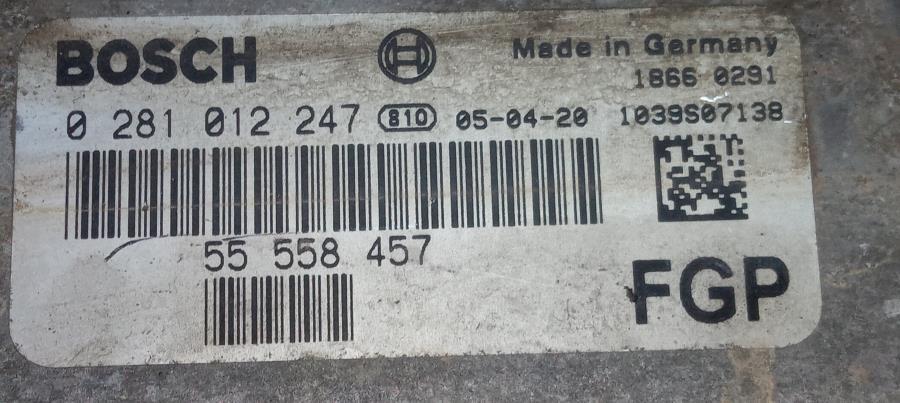 BOSCH
Made in Germany
1866 0291
0 281 012 247 810 05-04-20 1039S07138
55 558 457
FGP